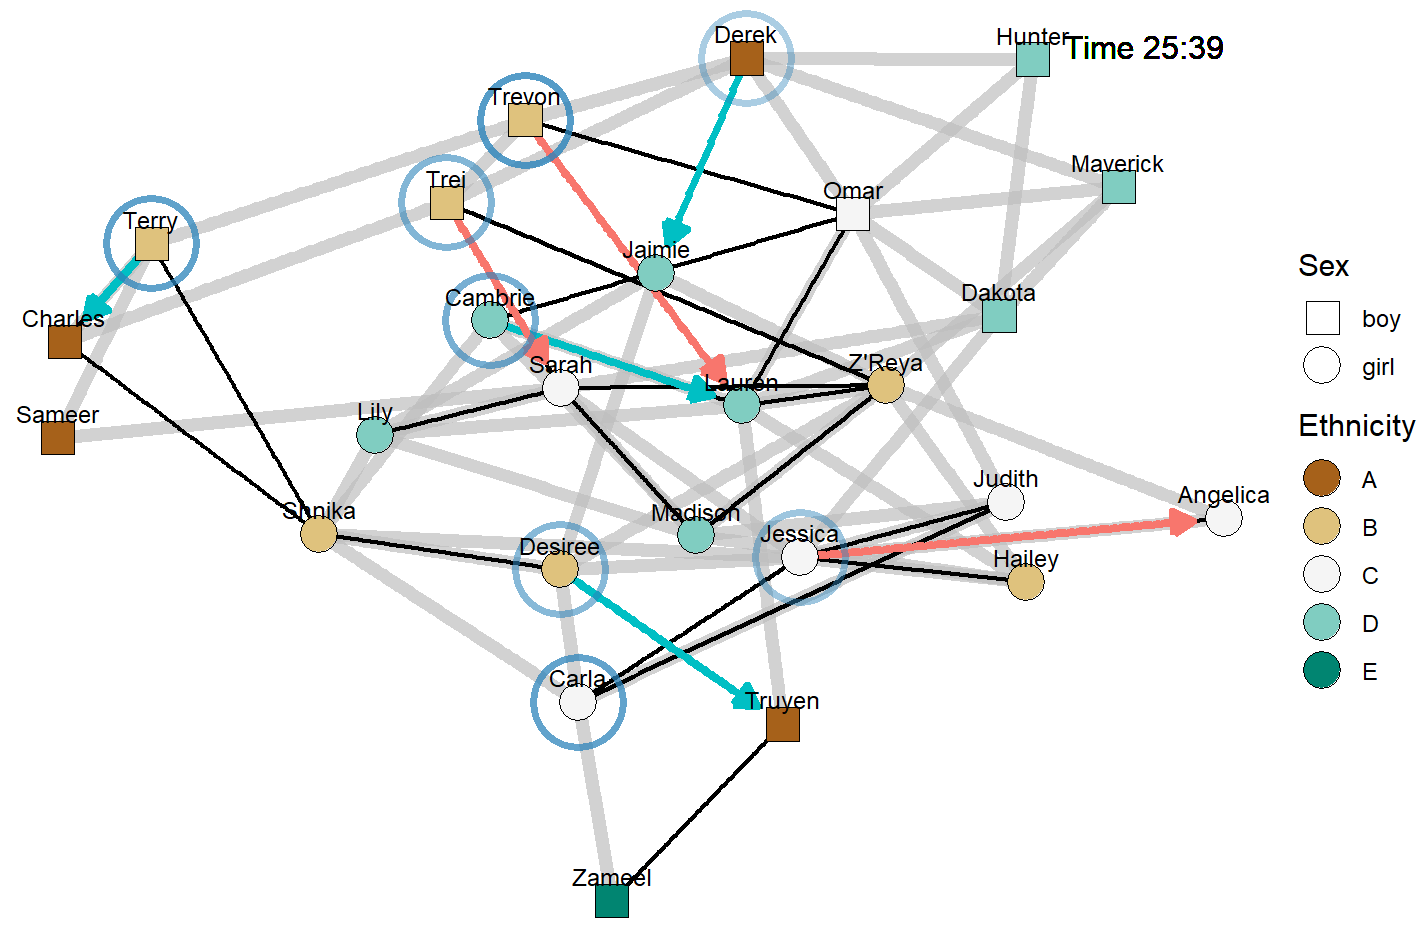 Derek
Hunter
Time 25:39
Trevon
Maverick
Trei
Omar
Terry
Jaimie
Cambrie
Dakota
Charles
Sarah
Z'Reya
Lauren
Sameer
Lily
Judith
Angelica
Shnika
Madison
Jessica
Desiree
Hailey
Carla
Truyen
Zameel
Sex
boy
girl
Ethnicity
A
B
C
D
E